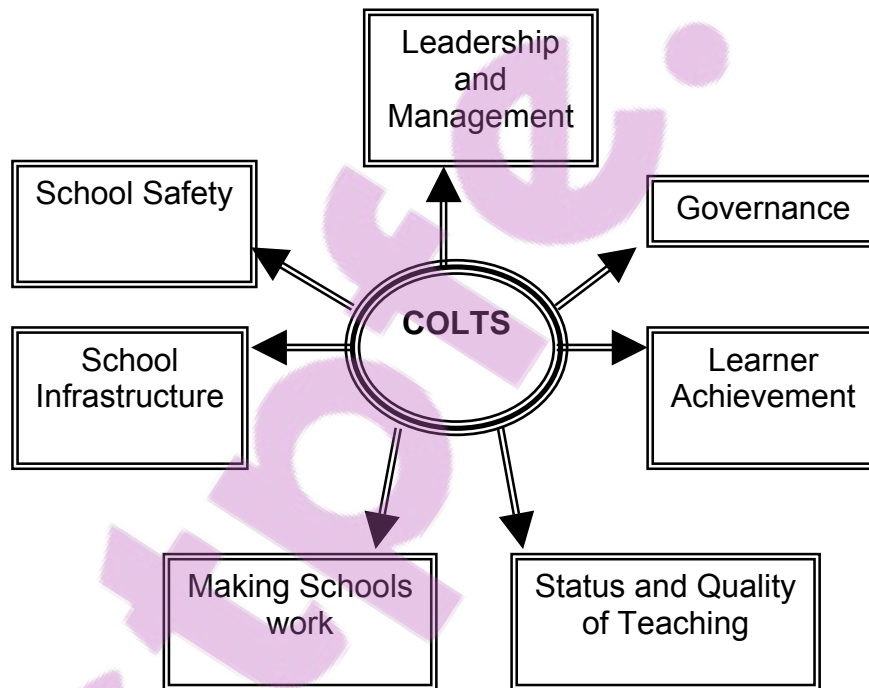 Leadership
and
Management
School Safety
Governance
COLTS
School
Infrastructure
Learner
Achievement
Making Schools
work
Status and Quality
of Teaching